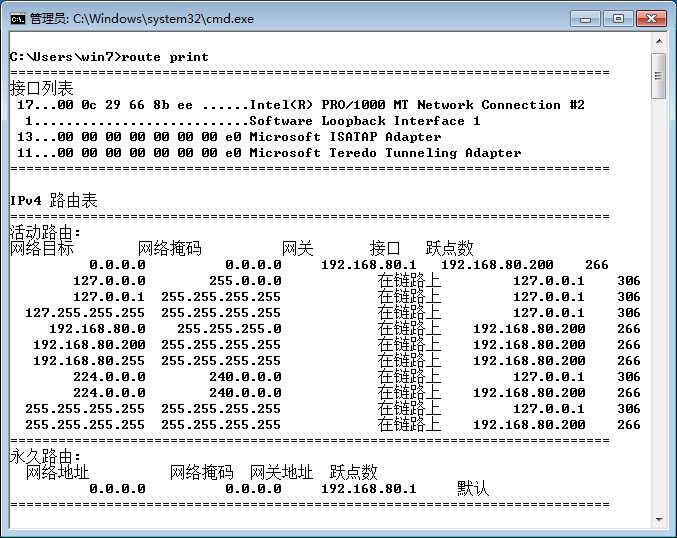 管理员: C:\Windows\system32\cmd.exe
C:\Users\win7>route print
===========================================================================
接口列表
 17...00 0c 29 66 8b ee ......Intel(R) PRO/1000 MT Network Connection #2
  1...........................Software Loopback Interface 1
 13...00 00 00 00 00 00 00 e0 Microsoft ISATAP Adapter
 11...00 00 00 00 00 00 00 e0 Microsoft Teredo Tunneling Adapter
===========================================================================
IPv4 路由表
===========================================================================
活动路由:
网络目标        网络掩码          网关       接口   跃点数
          0.0.0.0          0.0.0.0     192.168.80.1   192.168.80.200    266
        127.0.0.0        255.0.0.0            在链路上         127.0.0.1    306
        127.0.0.1  255.255.255.255            在链路上         127.0.0.1    306
  127.255.255.255  255.255.255.255            在链路上         127.0.0.1    306
     192.168.80.0    255.255.255.0            在链路上    192.168.80.200    266
   192.168.80.200  255.255.255.255            在链路上    192.168.80.200    266
   192.168.80.255  255.255.255.255            在链路上    192.168.80.200    266
        224.0.0.0        240.0.0.0            在链路上         127.0.0.1    306
        224.0.0.0        240.0.0.0            在链路上    192.168.80.200    266
  255.255.255.255  255.255.255.255            在链路上         127.0.0.1    306
  255.255.255.255  255.255.255.255            在链路上    192.168.80.200    266
===========================================================================
永久路由:
  网络地址          网络掩码  网关地址  跃点数
          0.0.0.0          0.0.0.0     192.168.80.1     默认
===========================================================================